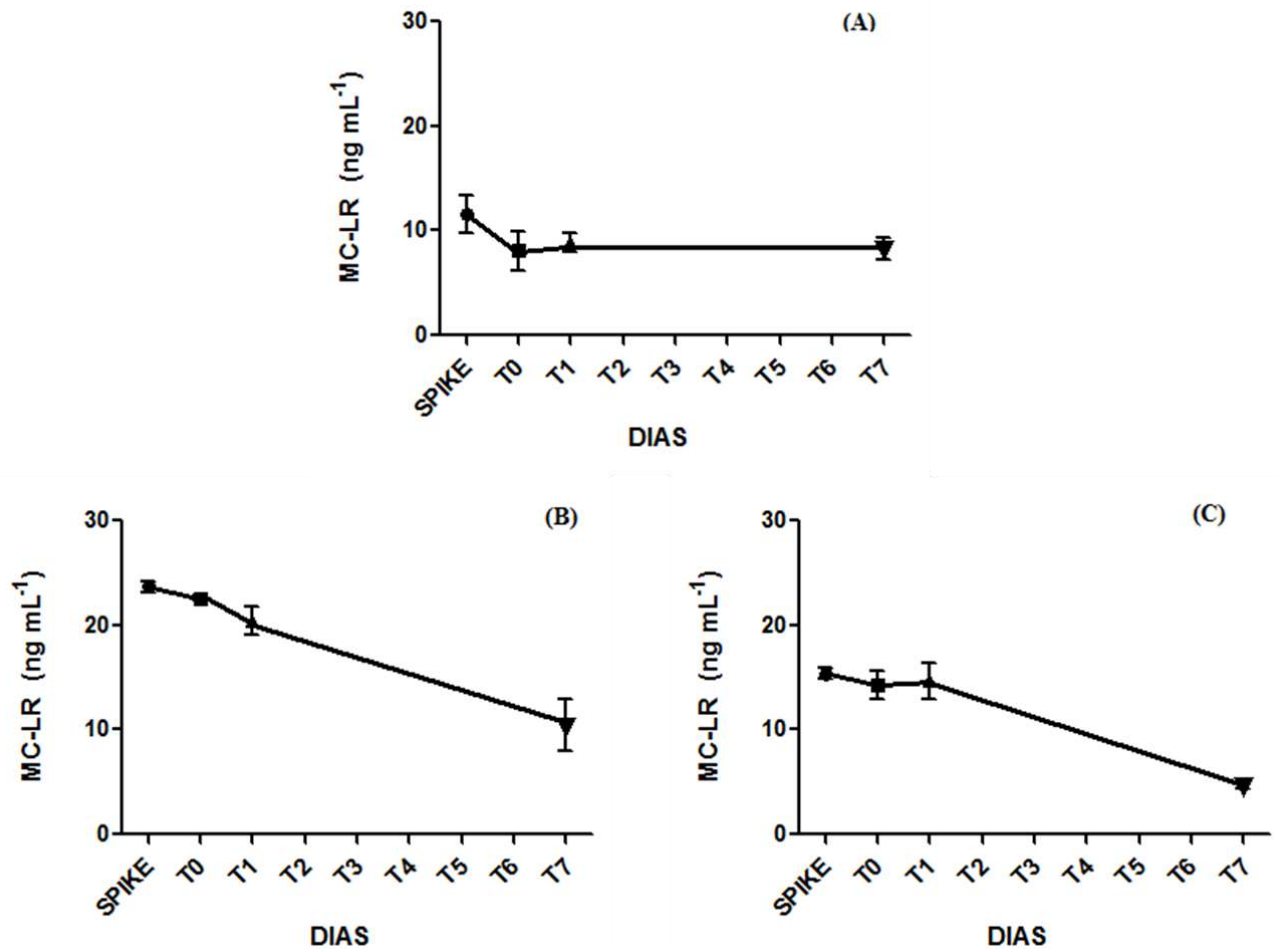 (A)
MC-LR (ng mL-1)
30
20
10
0
SPIKE T0 T1 T2 T3 T4 T5 T6 T7
DIAS
(B)
MC-LR (ng mL-1)
30
20
10
0
SPIKE T0 T1 T2 T3 T4 T5 T6 T7
DIAS
(C)
MC-LR (ng mL-1)
30
20
10
0
SPIKE T0 T1 T2 T3 T4 T5 T6 T7
DIAS